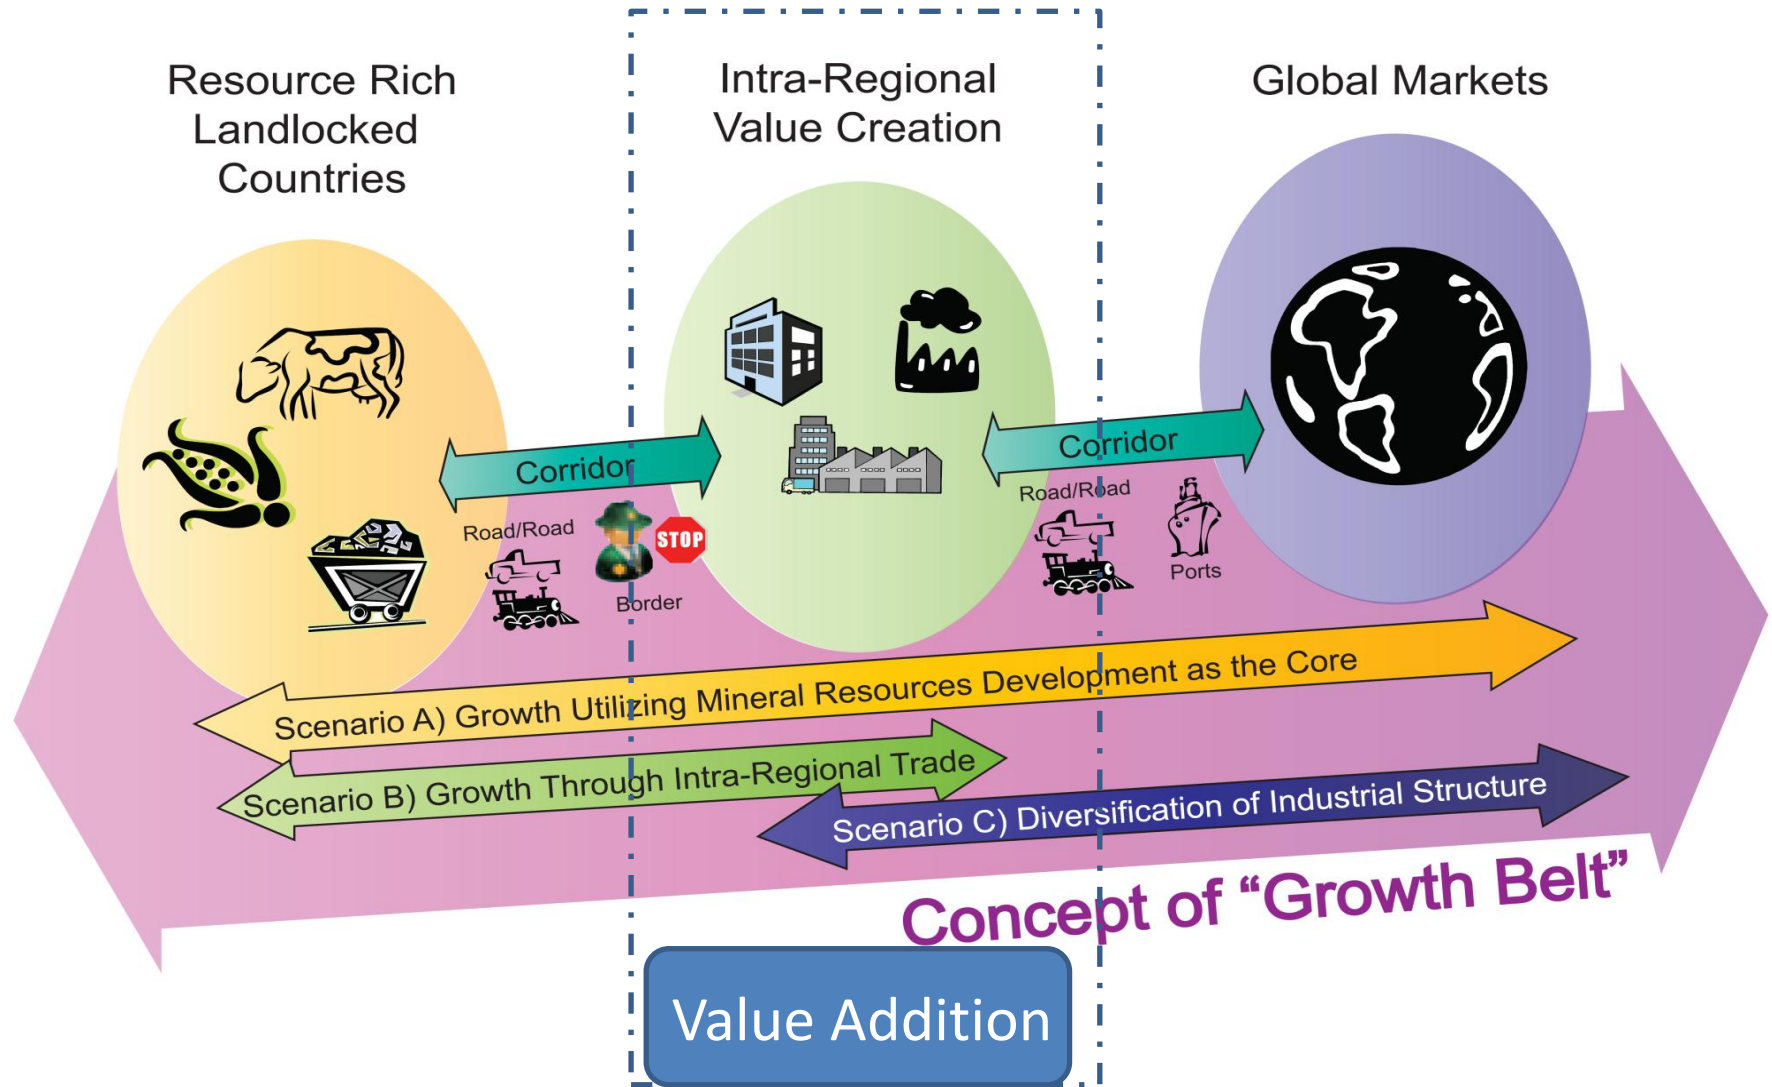 Resource Rich
Landlocked
Countries
Intra-Regional
Value Creation
Global Markets
Corridor
Corridor
Road/Road
STOP
Border
Road/Road
Ports
Scenario A) Growth Utilizing Mineral Resources Development as the Core
Scenario B) Growth Through Intra-Regional Trade
Scenario C) Diversification of Industrial Structure
Concept of “Growth Belt”
Value Addition